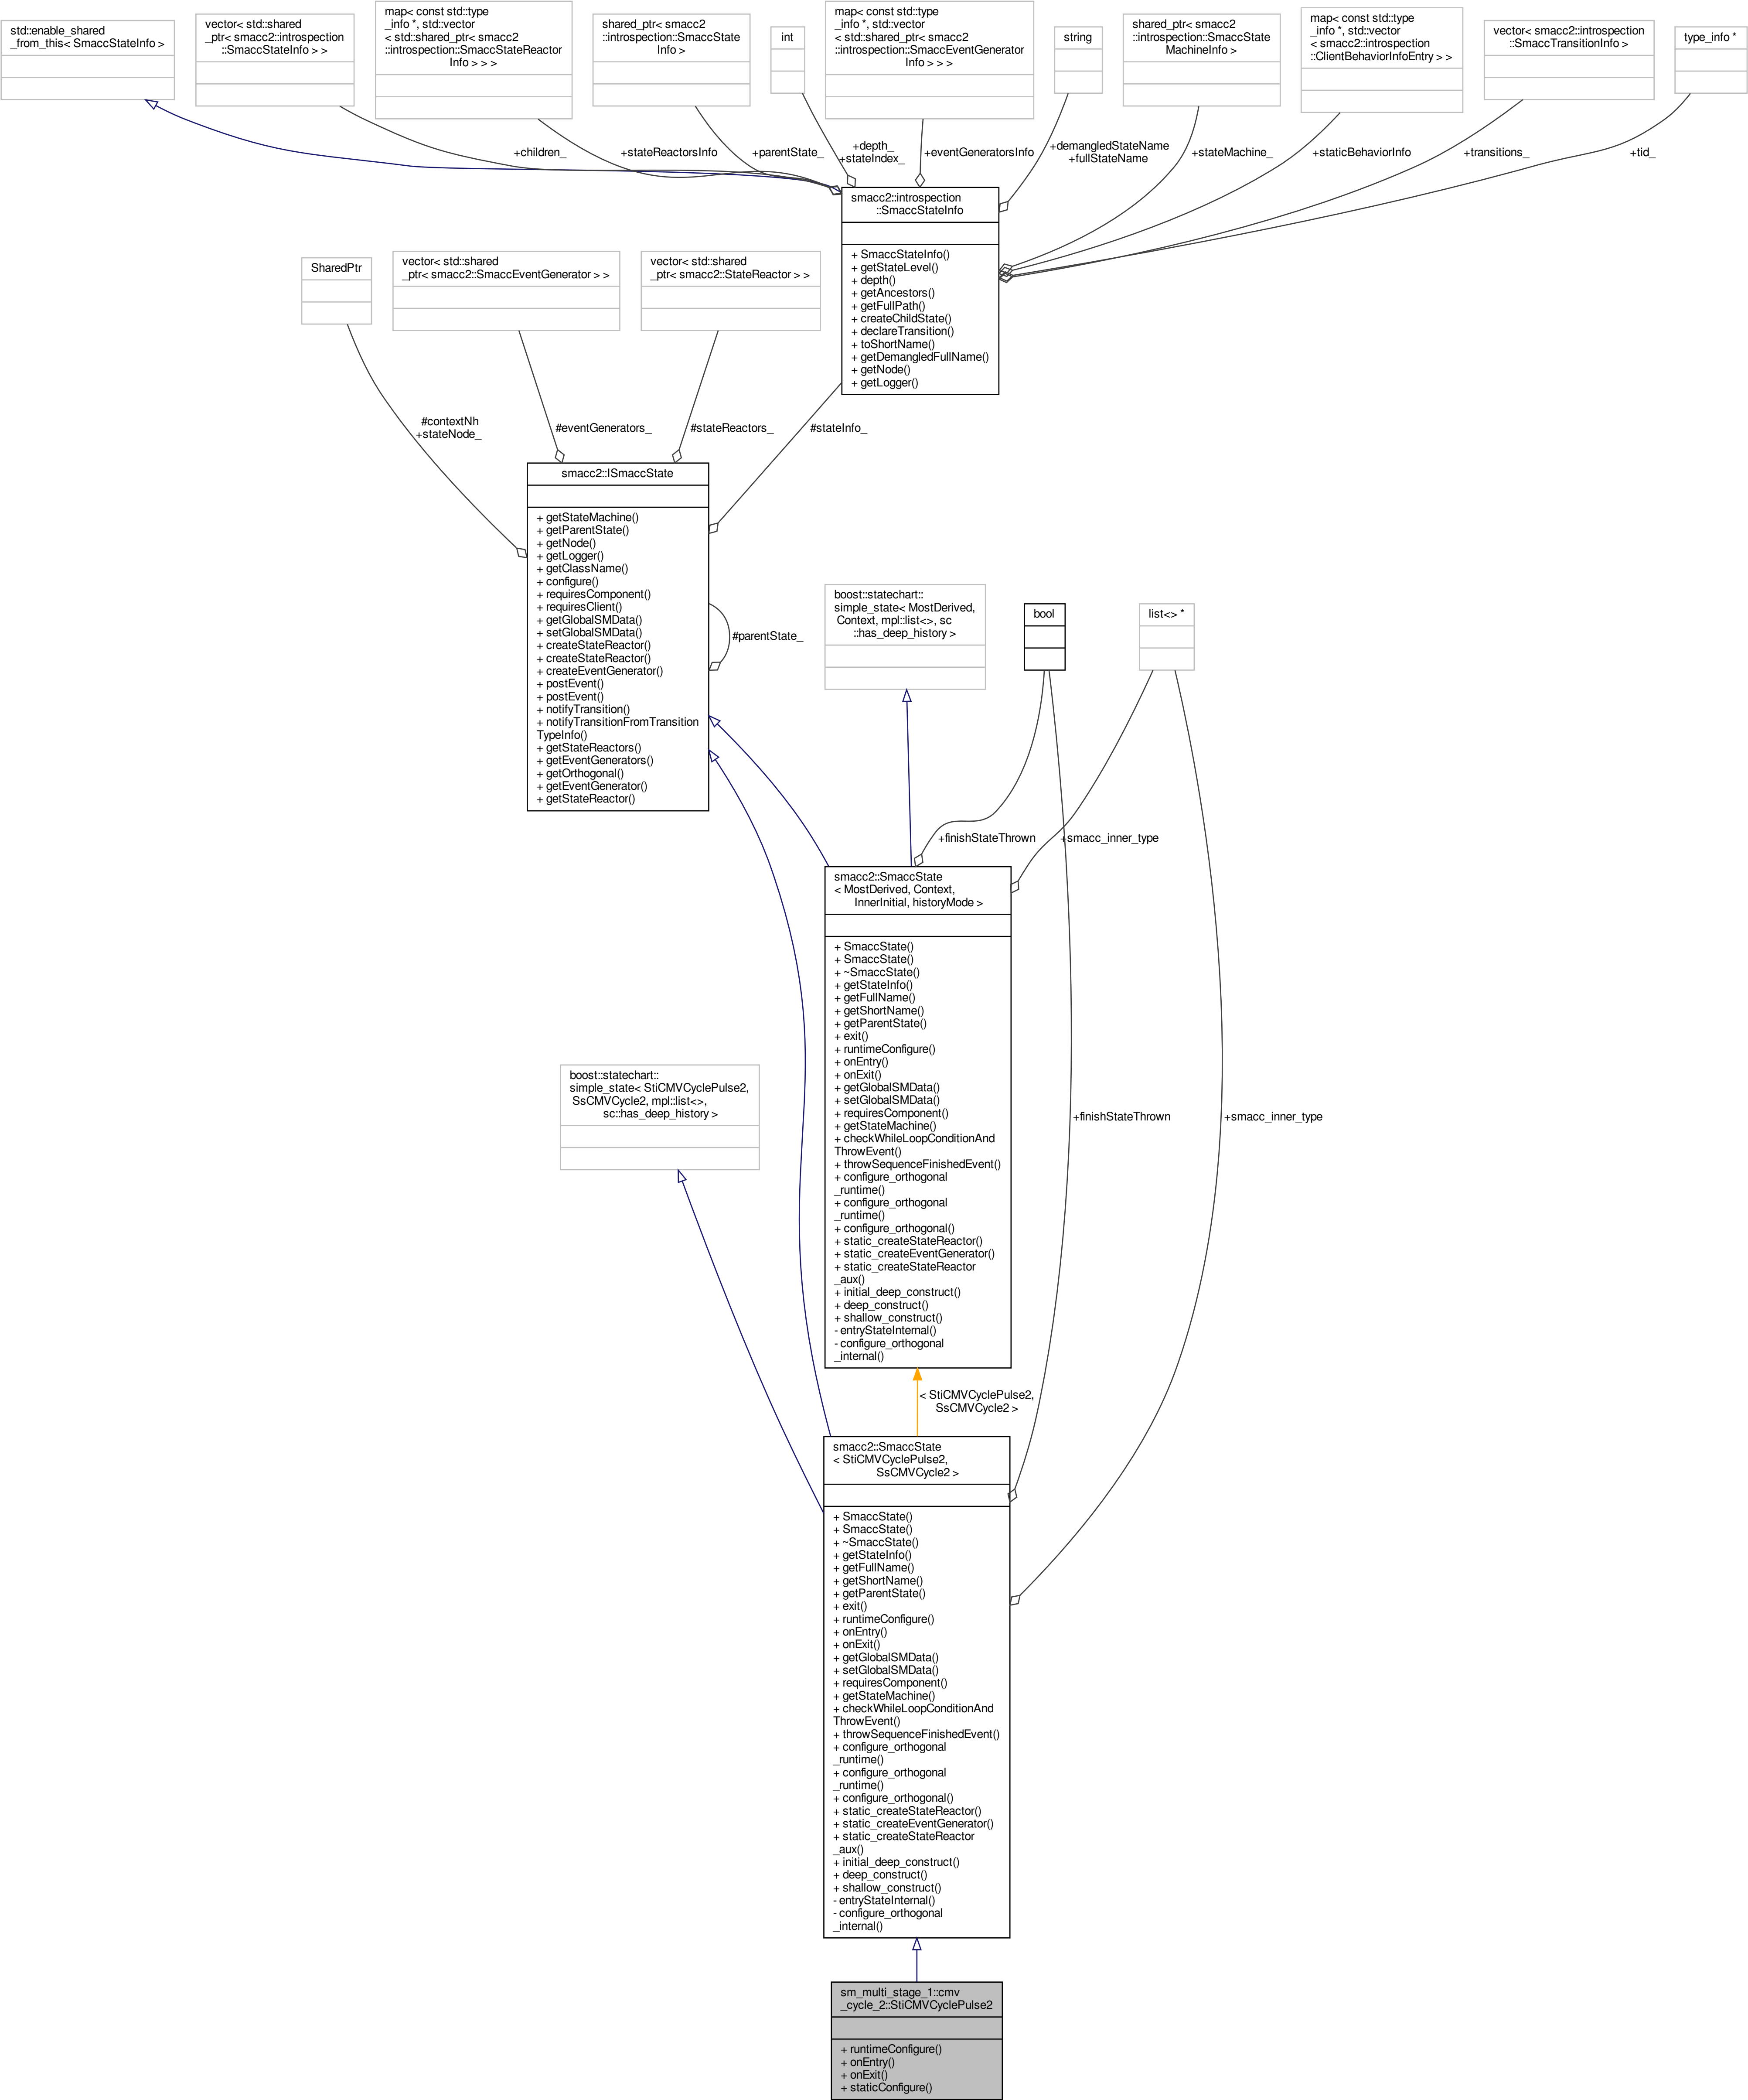 std::enable_shared
_from_this< SmaccStateInfo >
vector< std::shared
_ptr< smacc2::introspection
::SmaccStateInfo > >
map< const std::type
_info *, std::vector
< std::shared_ptr< smacc2
::introspection::SmaccStateReactor
Info > > >
shared_ptr< smacc2
::introspection::SmaccState
Info >
int
map< const std::type
_info *, std::vector
< std::shared_ptr< smacc2
::introspection::SmaccEventGenerator
Info > > >
string
shared_ptr< smacc2
::introspection::SmaccState
MachineInfo >
map< const std::type
_info *, std::vector
< smacc2::introspection
::ClientBehaviorInfoEntry > >
vector< smacc2::introspection
::SmaccTransitionInfo >
type_info *
+children_
+stateReactorsInfo
+parentState_
+depth_
+stateIndex_
+eventGeneratorsInfo
+demangledStateName
+fullStateName
+stateMachine_
+staticBehaviorInfo
+transitions_
+tid_
smacc2::introspection
::SmaccStateInfo
+ SmaccStateInfo()
+ getStateLevel()
+ depth()
+ getAncestors()
+ getFullPath()
+ createChildState()
+ declareTransition()
+ toShortName()
+ getDemangledFullName()
+ getNode()
+ getLogger()
SharedPtr
vector< std::shared
_ptr< smacc2::SmaccEventGenerator > >
vector< std::shared
_ptr< smacc2::StateReactor > >
#contextNh
+stateNode_
#eventGenerators_
#stateReactors_
#stateInfo_
smacc2::ISmaccState
+ getStateMachine()
+ getParentState()
+ getNode()
+ getLogger()
+ getClassName()
+ configure()
+ requiresComponent()
+ requiresClient()
+ getGlobalSMData()
+ setGlobalSMData()
+ createStateReactor()
+ createStateReactor()
+ createEventGenerator()
+ postEvent()
+ postEvent()
+ notifyTransition()
+ notifyTransitionFromTransition
TypeInfo()
+ getStateReactors()
+ getEventGenerators()
+ getOrthogonal()
+ getEventGenerator()
+ getStateReactor()
#parentState_
boost::statechart::
simple_state< MostDerived,
Context, mpl::list<>, sc
::has_deep_history >
bool
list<> *
+finishStateThrown
+smacc_inner_type
smacc2::SmaccState
< MostDerived, Context,
InnerInitial, historyMode >
+ SmaccState()
+ SmaccState()
+ ~SmaccState()
+ getStateInfo()
+ getFullName()
+ getShortName()
+ getParentState()
+ exit()
+ runtimeConfigure()
+ onEntry()
+ onExit()
+ getGlobalSMData()
+ setGlobalSMData()
+ requiresComponent()
+ getStateMachine()
+ checkWhileLoopConditionAnd
ThrowEvent()
+ throwSequenceFinishedEvent()
+ configure_orthogonal
_runtime()
+ configure_orthogonal
_runtime()
+ configure_orthogonal()
+ static_createStateReactor()
+ static_createEventGenerator()
+ static_createStateReactor
_aux()
+ initial_deep_construct()
+ deep_construct()
+ shallow_construct()
- entryStateInternal()
- configure_orthogonal
_internal()
boost::statechart::
simple_state< StiCMVCyclePulse2,
SsCMVCycle2, mpl::list<>,
sc::has_deep_history >
+finishStateThrown
+smacc_inner_type
< StiCMVCyclePulse2,
SsCMVCycle2 >
smacc2::SmaccState
< StiCMVCyclePulse2,
SsCMVCycle2 >
+ SmaccState()
+ SmaccState()
+ ~SmaccState()
+ getStateInfo()
+ getFullName()
+ getShortName()
+ getParentState()
+ exit()
+ runtimeConfigure()
+ onEntry()
+ onExit()
+ getGlobalSMData()
+ setGlobalSMData()
+ requiresComponent()
+ getStateMachine()
+ checkWhileLoopConditionAnd
ThrowEvent()
+ throwSequenceFinishedEvent()
+ configure_orthogonal
_runtime()
+ configure_orthogonal
_runtime()
+ configure_orthogonal()
+ static_createStateReactor()
+ static_createEventGenerator()
+ static_createStateReactor
_aux()
+ initial_deep_construct()
+ deep_construct()
+ shallow_construct()
- entryStateInternal()
- configure_orthogonal
_internal()
sm_multi_stage_1::cmv
_cycle_2::StiCMVCyclePulse2
+ runtimeConfigure()
+ onEntry()
+ onExit()
+ staticConfigure()